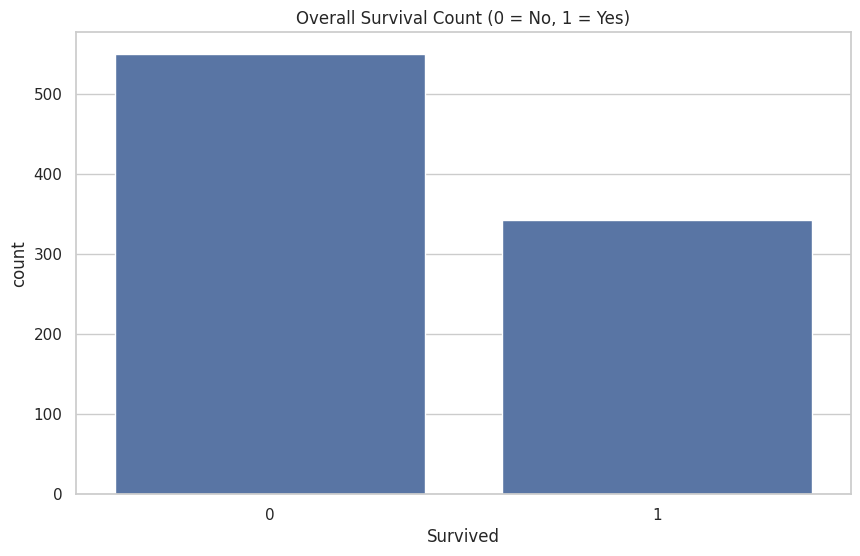 Overall Survival Count (0 = No, 1 = Yes)
500
400
300
200
100
0
count
0 1
Survived